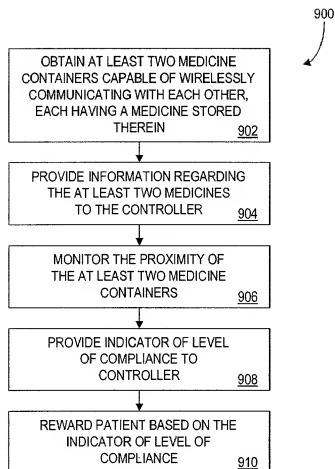 900
OBTAIN AT LEAST TWO MEDICINE
CONTAINERS CAPABLE OF WIRELESSLY
COMMUNICATING WITH EACH OTHER,
EACH HAVING A MEDICINE STORED
THEREIN
902
PROVIDE INFORMATION REGARDING
THE AT LEAST TWO MEDICINES
TO THE CONTROLLER
904
MONITOR THE PROXIMITY OF
THE AT LEAST TWO MEDICINE
CONTAINERS
906
PROVIDE INDICATOR OF LEVEL
OF COMPLIANCE TO
CONTROLLER
908
REWARD PATIENT BASED ON THE
INDICATOR OF LEVEL OF
COMPLIANCE
910